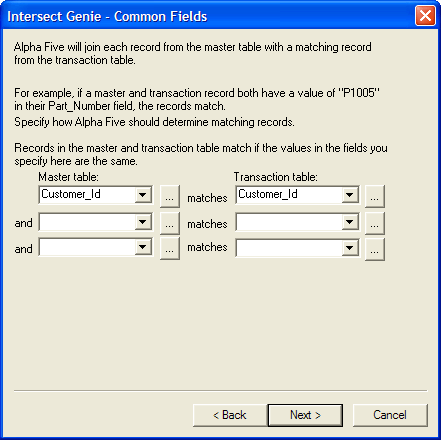 Intersect Genie - Common Fields
Alpha Five will join each record from the master table with a matching record
from the transaction table.
For example, if a master and transaction record both have a value of "P1005"
in their Part_Number field, the records match.
Specify how Alpha Five should determine matching records.
Records in the master and transaction table match if the values in the fields you
specify here are the same.
Master table: Transaction table:
Customer_Id ... matches Customer_Id ...
and ... matches ...
and ... matches ...
< Back Next > Cancel